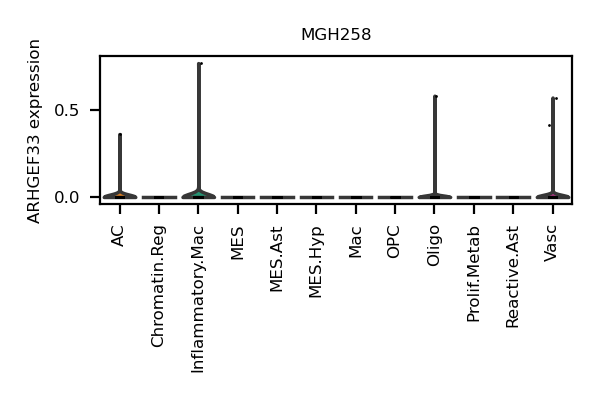 MGH258
ARHGEF33 expression
0.5
0.0
AC
Chromatin.Reg
Inflammatory.Mac
MES
MES.Ast
MES.Hyp
Mac
OPC
Oligo
Prolif.Metab
Reactive.Ast
Vasc